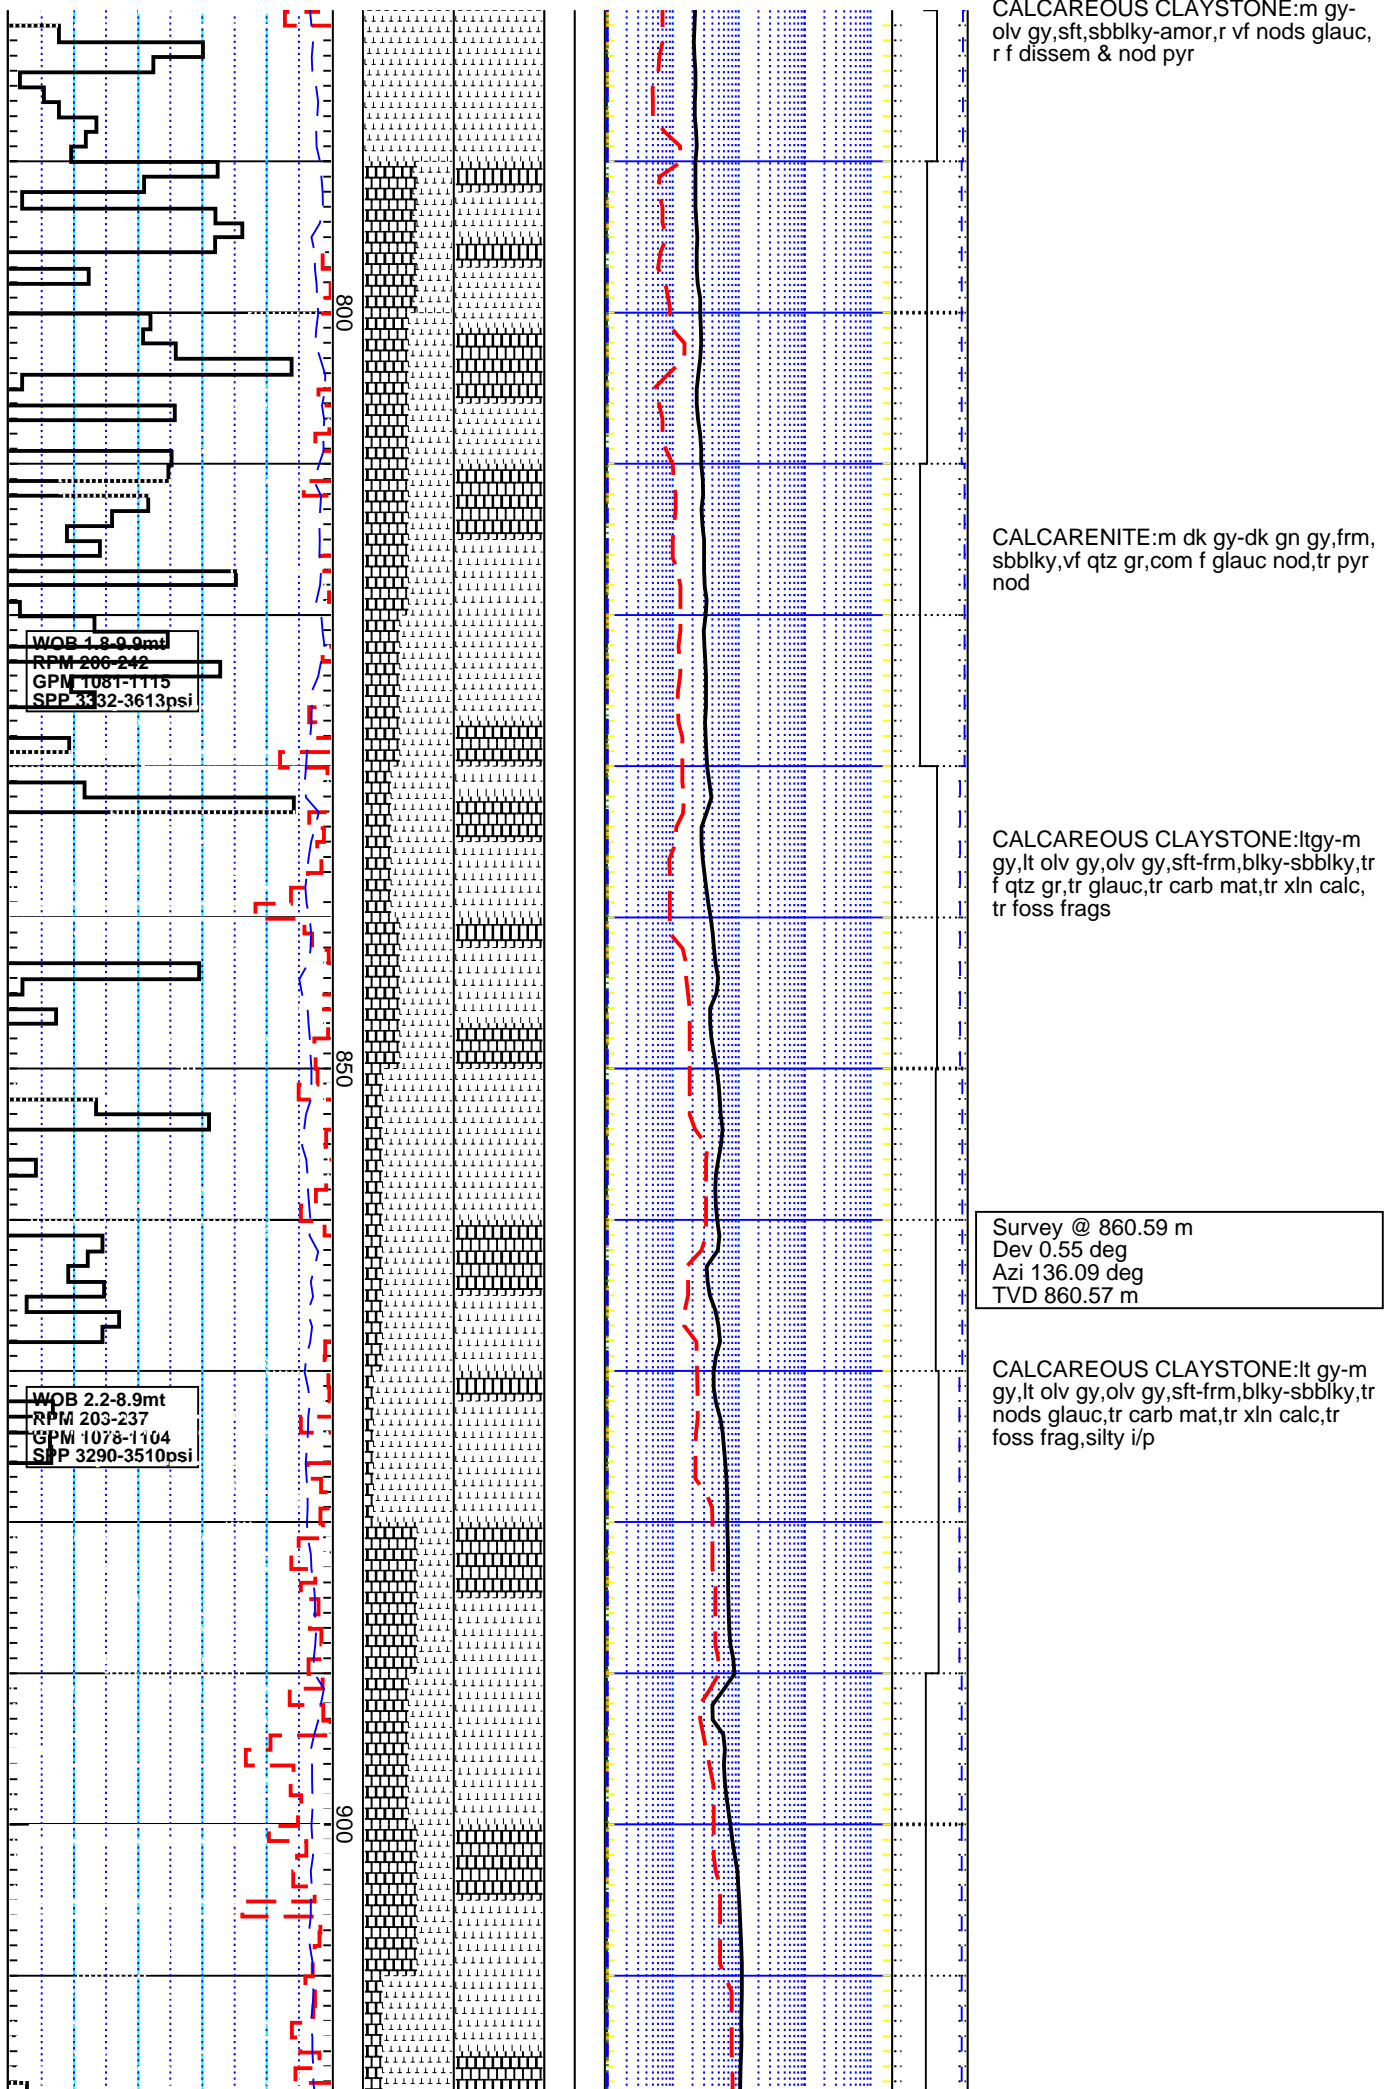 CALCAREOUS CLAYSTONE:m gy-
olv gy,sft,sbblky-amor,r vf nods glauc,
r f dissem & nod pyr
800
CALCARENITE:m dk gy-dk gn gy,frm,
sbblky,vf qtz gr,com f glauc nod,tr pyr
nod
WOB 1.8-9.9mt
RPM 206-242
GPM 1081-1115
SPP 3332-3613psi
CALCAREOUS CLAYSTONE:ltgy-m
gy,lt olv gy,olv gy,sft-frm,blky-sbblky,tr
f qtz gr,tr glauc,tr carb mat,tr xln calc,
tr foss frags
850
Survey @ 860.59 m
Dev 0.55 deg
Azi 136.09 deg
TVD 860.57 m
CALCAREOUS CLAYSTONE:lt gy-m
gy,lt olv gy,olv gy,sft-frm,blky-sbblky,tr
nods glauc,tr carb mat,tr xln calc,tr
foss frag,silty i/p
WOB 2.2-8.9mt
RPM 203-237
GPM 1078-1104
SPP 3290-3510psi
900